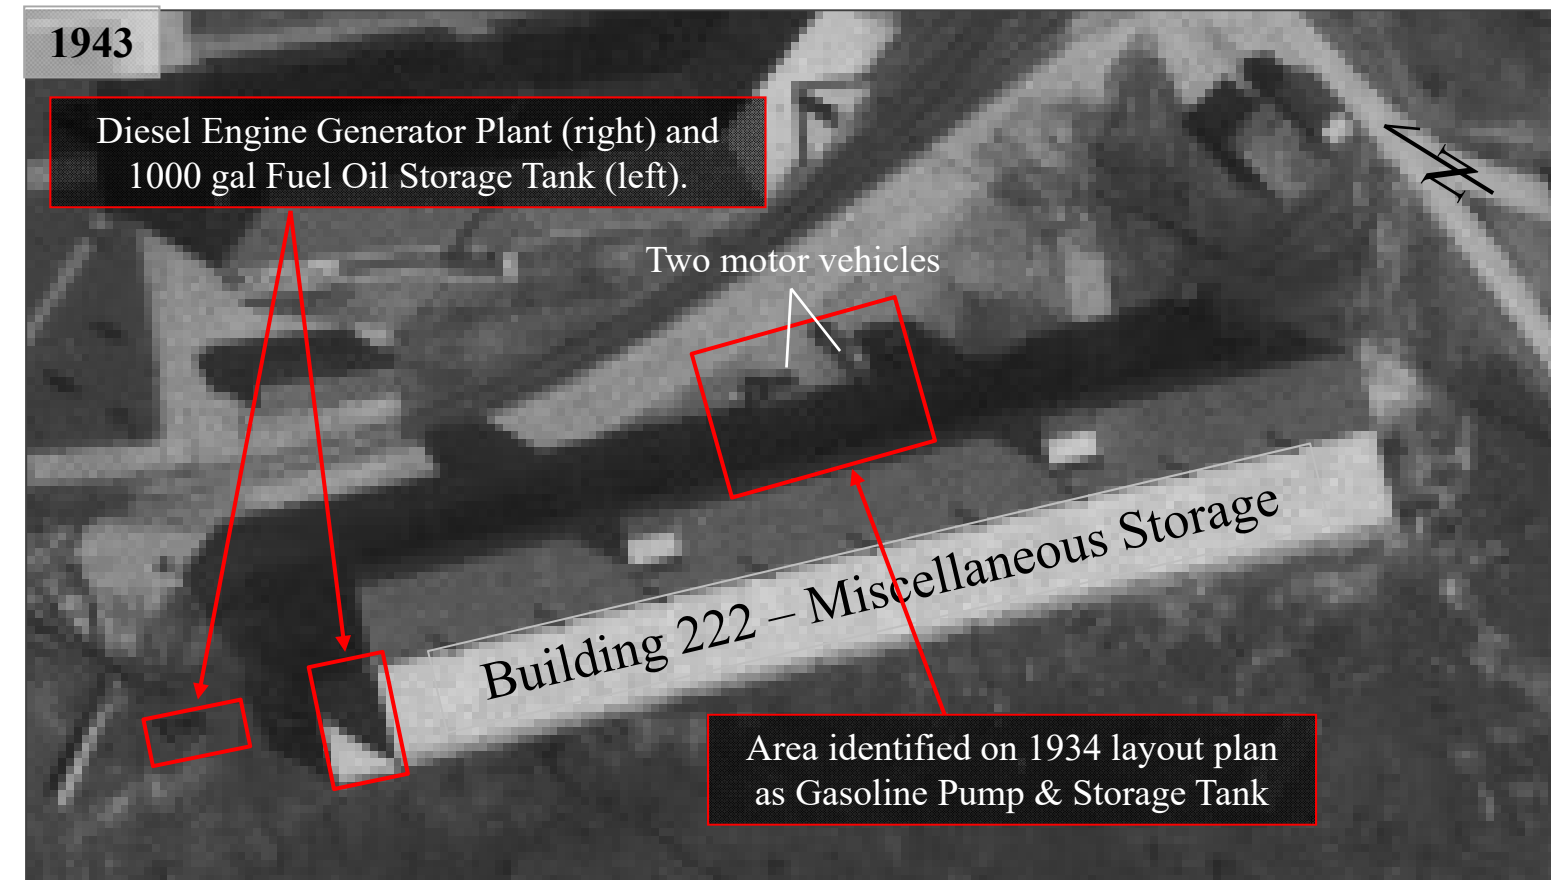 1943
Diesel Engine Generator Plant (right) and
1000 gal Fuel Oil Storage Tank (left).
N
Two motor vehicles
Building 222 – Miscellaneous Storage
Area identified on 1934 layout plan
as Gasoline Pump & Storage Tank